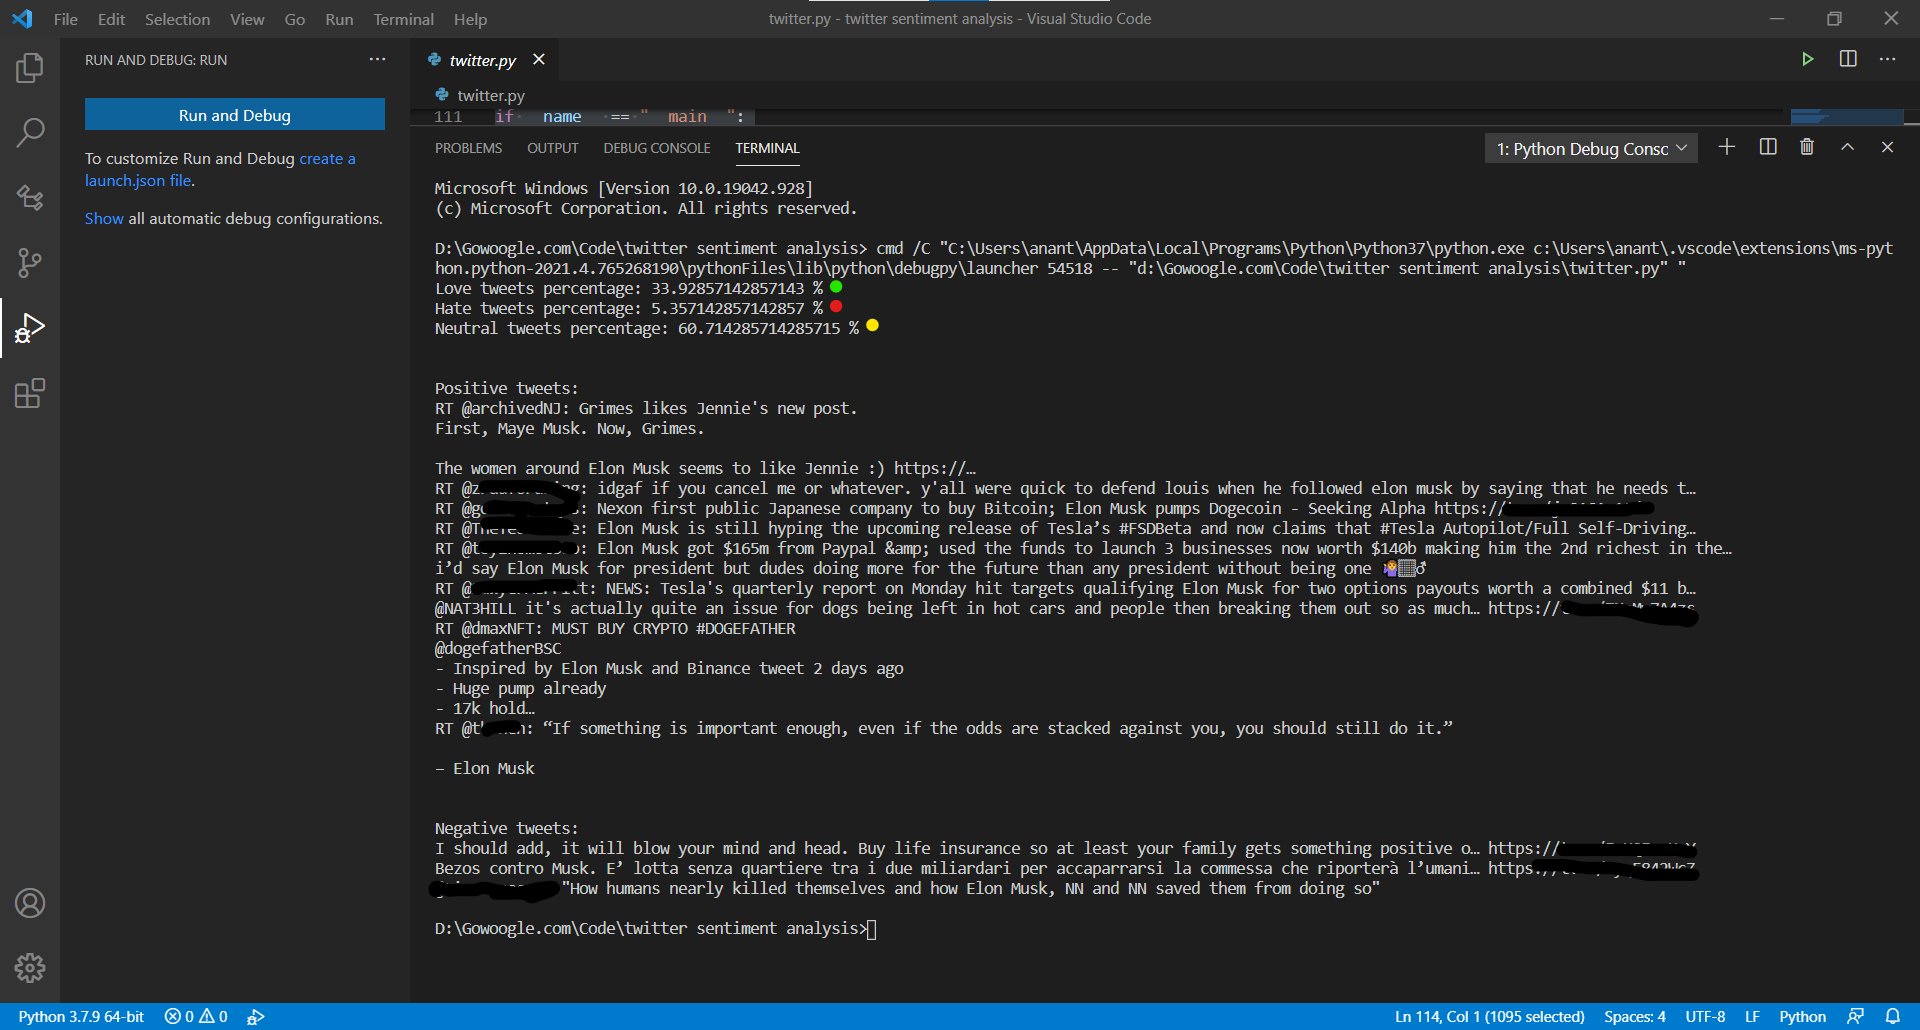 File Edit Selection View Go Run Terminal Help
twitter.py - twitter sentiment analysis - Visual Studio Code
RUN AND DEBUG: RUN
Run and Debug
To customize Run and Debug create a
launch.json file.
Show all automatic debug configurations.
twitter.py
twitter.py
111 if name == " main ":
PROBLEMS OUTPUT DEBUG CONSOLE TERMINAL
1: Python Debug Consc
Microsoft Windows [Version 10.0.19042.928]
(c) Microsoft Corporation. All rights reserved.
D:\Gowoogle.com\Code\twitter sentiment analysis> cmd /C "C:\Users\anant\AppData\Local\Programs\Python\Python37\python.exe c:\Users\anant\.vscode\extensions\ms-pyt
hon.python-2021.4.765268190\pythonFiles\lib\python\debugpy\launcher 54518 -- "d:\Gowoogle.com\Code\twitter sentiment analysis\twitter.py" "
Love tweets percentage: 33.92857142857143 %
Hate tweets percentage: 5.357142857142857 %
Neutral tweets percentage: 60.714285714285715 %
Positive tweets:
RT @archivedNJ: Grimes likes Jennie's new post.
First, Maye Musk. Now, Grimes.
The women around Elon Musk seems to like Jennie :) https://…
RT : idgaf if you cancel me or whatever. y'all were quick to defend louis when he followed elon musk by saying that he needs t…
RT : Nexon first public Japanese company to buy Bitcoin; Elon Musk pumps Dogecoin - Seeking Alpha https://
RT : Elon Musk is still hyping the upcoming release of Tesla’s #FSDBeta and now claims that #Tesla Autopilot/Full Self-Driving…
RT : Elon Musk got $165m from Paypal &amp; used the funds to launch 3 businesses now worth $140b making him the 2nd richest in the…
i’d say Elon Musk for president but dudes doing more for the future than any president without being one 🤷♂
RT : NEWS: Tesla's quarterly report on Monday hit targets qualifying Elon Musk for two options payouts worth a combined $11 b…
@NAT3HILL it's actually quite an issue for dogs being left in hot cars and people then breaking them out so as much… https://
RT @dmaxNFT: MUST BUY CRYPTO #DOGEFATHER
@dogefatherBSC
- Inspired by Elon Musk and Binance tweet 2 days ago
- Huge pump already
- 17k hold…
RT : “If something is important enough, even if the odds are stacked against you, you should still do it.”
– Elon Musk
Negative tweets:
I should add, it will blow your mind and head. Buy life insurance so at least your family gets something positive o… https://
Bezos contro Musk. E’ lotta senza quartiere tra i due miliardari per accaparrarsi la commessa che riporterà l’umani… https://
"How humans nearly killed themselves and how Elon Musk, NN and NN saved them from doing so"
D:\Gowoogle.com\Code\twitter sentiment analysis>
Python 3.7.9 64-bit 0 0 Ln 114, Col 1 (1095 selected) Spaces: 4 UTF-8 LF Python